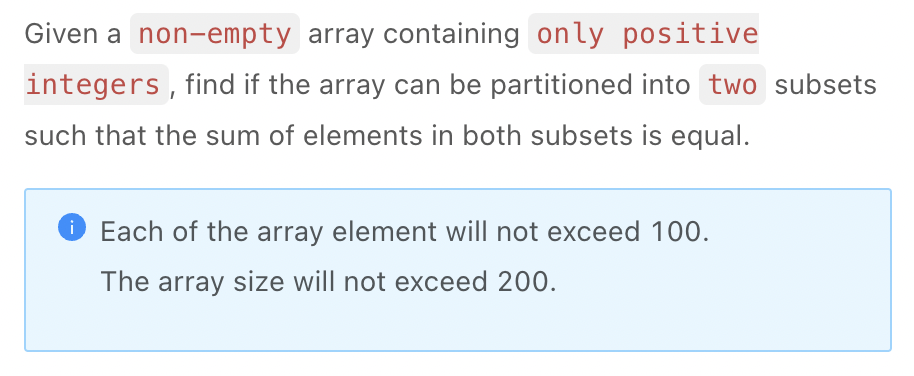 Given a non-empty array containing only positive
integers, find if the array can be partitioned into two subsets
such that the sum of elements in both subsets is equal.
Each of the array element will not exceed 100.
The array size will not exceed 200.